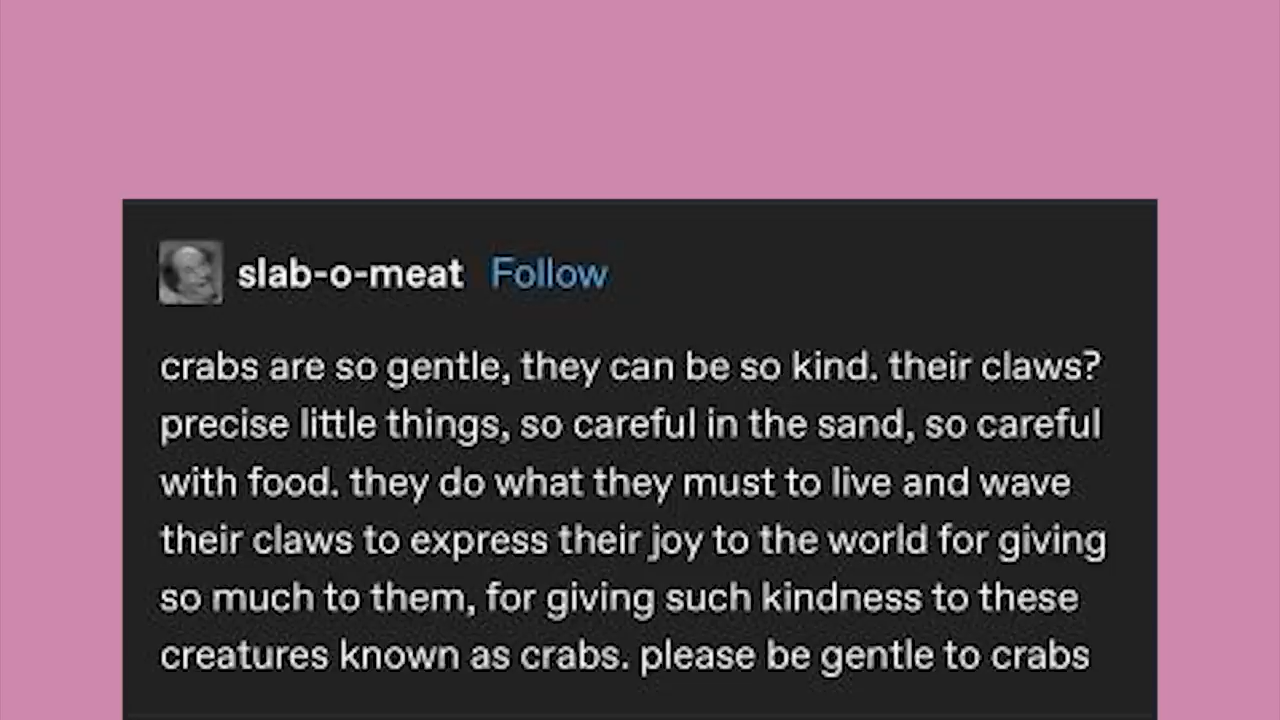 slab-o-meat Follow
crabs are so gentle, they can be so kind. their claws?
precise little things, so careful in the sand, so careful
with food. they do what they must to live and wave
their claws to express their joy to the world for giving
so much to them, for giving such kindness to these
creatures known as crabs. please be gentle to crabs